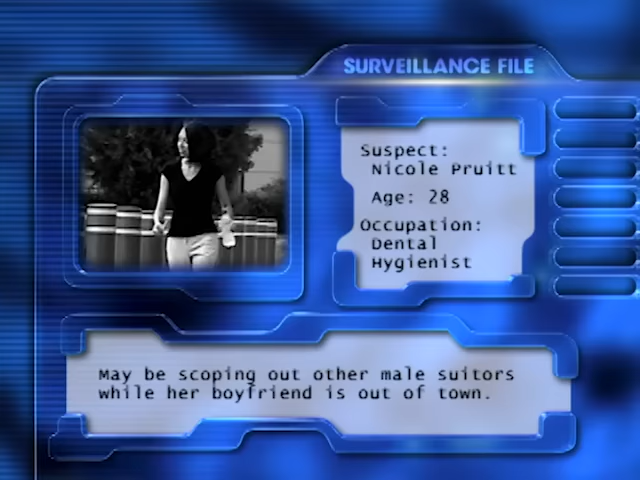 SURVEILLANCE FILE
Suspect:
Nicole Pruitt
Age: 28
Occupation:
Dental
Hygienist
May be scoping out other male suitors
while her boyfriend is out of town.